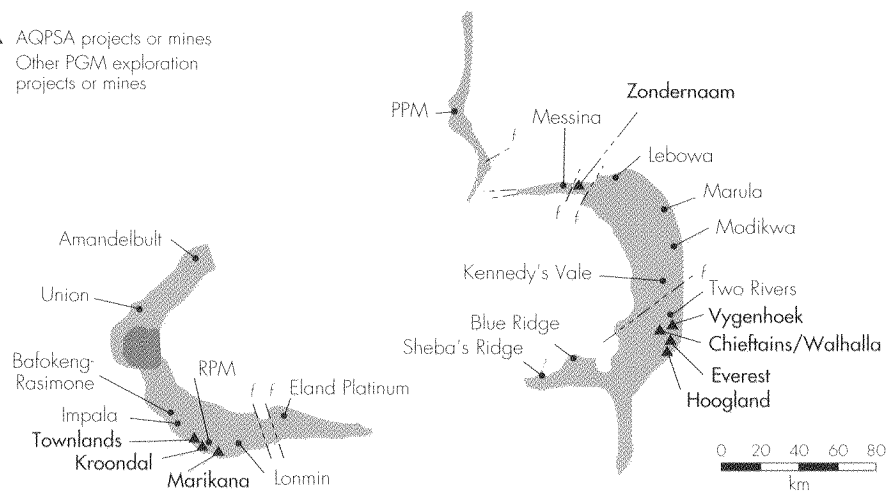 AQPSA projects or mines
Other PGM exploration
projects or mines
Zondernaam
PPM
Messina
f
Lebowa
Marula
f
f
Modikwa
Amandelbult
Kennedy's Vale
f
Union
Two Rivers
Blue Ridge
Vygenhoek
Sheba's Ridge
Chieftains/Walhalla
Bafokeng-
Rasimone
RPM
f
f
Eland Platinum
Everest
Hoogland
Impala
Townlands
Kroondal
Marikana
Lonmin
0 20 40 60 80
km